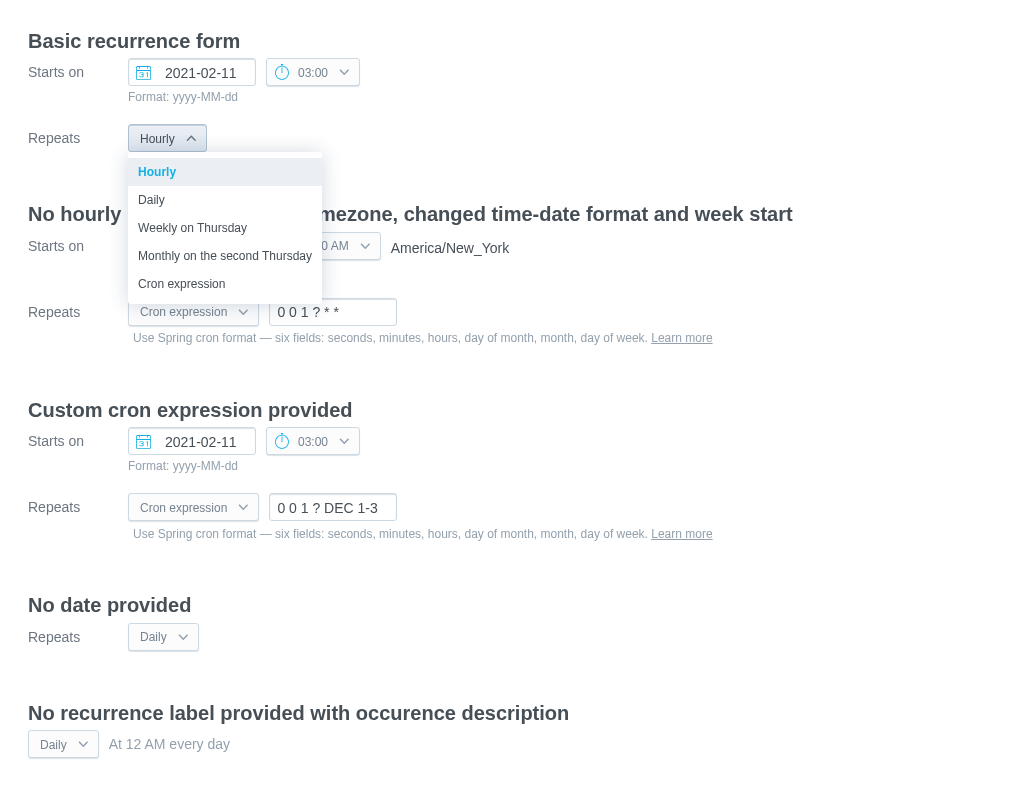 Basic recurrence form
Starts on
2021-02-11
03:00
Format: yyyy-MM-dd
Repeats
Hourly
Hourly
Daily
Weekly on Thursday
Monthly on the second Thursday
Cron expression
No hourly mezone, changed time-date format and week start
Starts on
0 AM
America/New_York
Repeats
Cron expression
0 0 1 ? * *
Use Spring cron format — six fields: seconds, minutes, hours, day of month, month, day of week. Learn more
Custom cron expression provided
Starts on
2021-02-11
03:00
Format: yyyy-MM-dd
Repeats
Cron expression
0 0 1 ? DEC 1-3
Use Spring cron format — six fields: seconds, minutes, hours, day of month, month, day of week. Learn more
No date provided
Repeats
Daily
No recurrence label provided with occurence description
Daily
At 12 AM every day